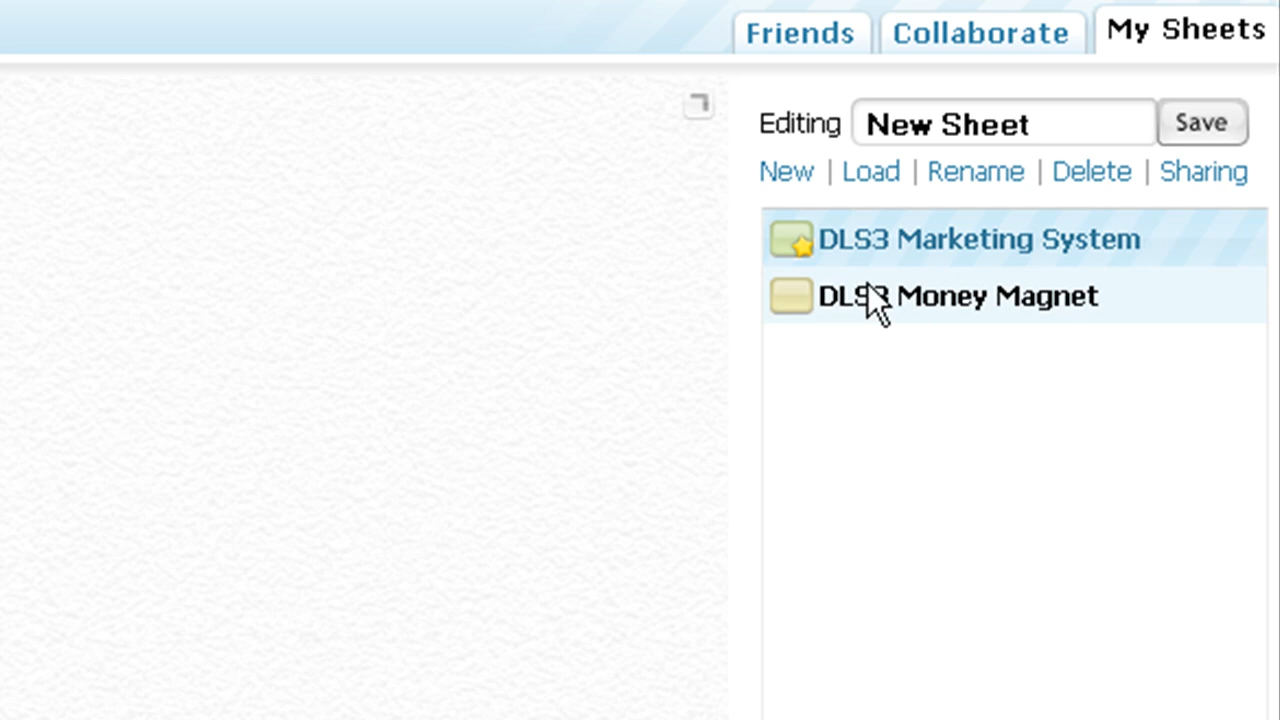 Friends Collaborate My Sheets
Editing New Sheet Save
New | Load | Rename | Delete | Sharing
DLS3 Marketing System
DLS3 Money Magnet